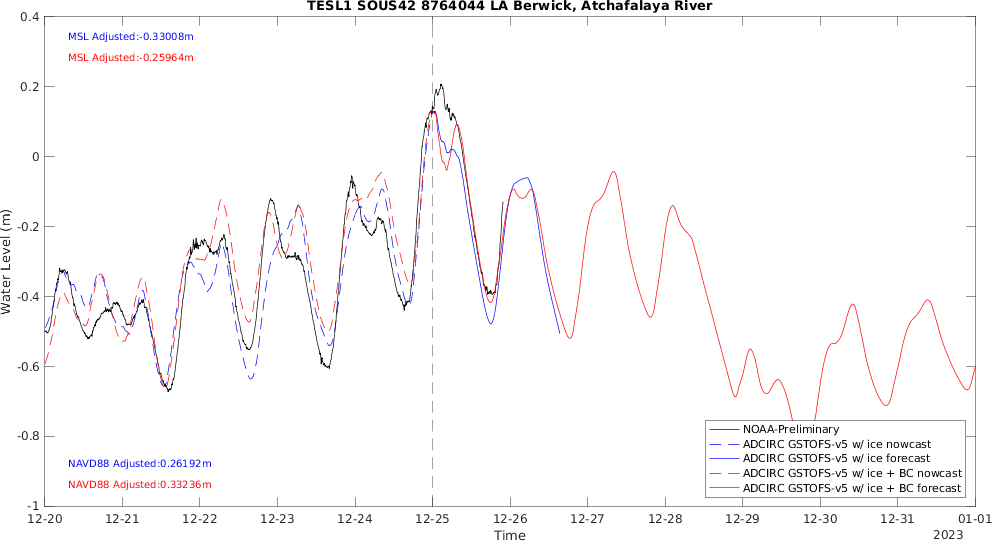 TESL1 SOUS42 8764044 LA Berwick, Atchafalaya River
MSL Adjusted:-0.33008m
MSL Adjusted:-0.25964m
0.4
0.2
0
-0.2
-0.4
-0.6
-0.8
-1
Water Level (m)
NAVD88 Adjusted:0.26192m
NAVD88 Adjusted:0.33236m
NOAA-Preliminary
ADCIRC GSTOFS-v5 w/ ice nowcast
ADCIRC GSTOFS-v5 w/ ice forecast
ADCIRC GSTOFS-v5 w/ ice + BC nowcast
ADCIRC GSTOFS-v5 w/ ice + BC forecast
12-20 12-21 12-22 12-23 12-24 12-25 12-26 12-27 12-28 12-29 12-30 12-31 01-01
Time
2023